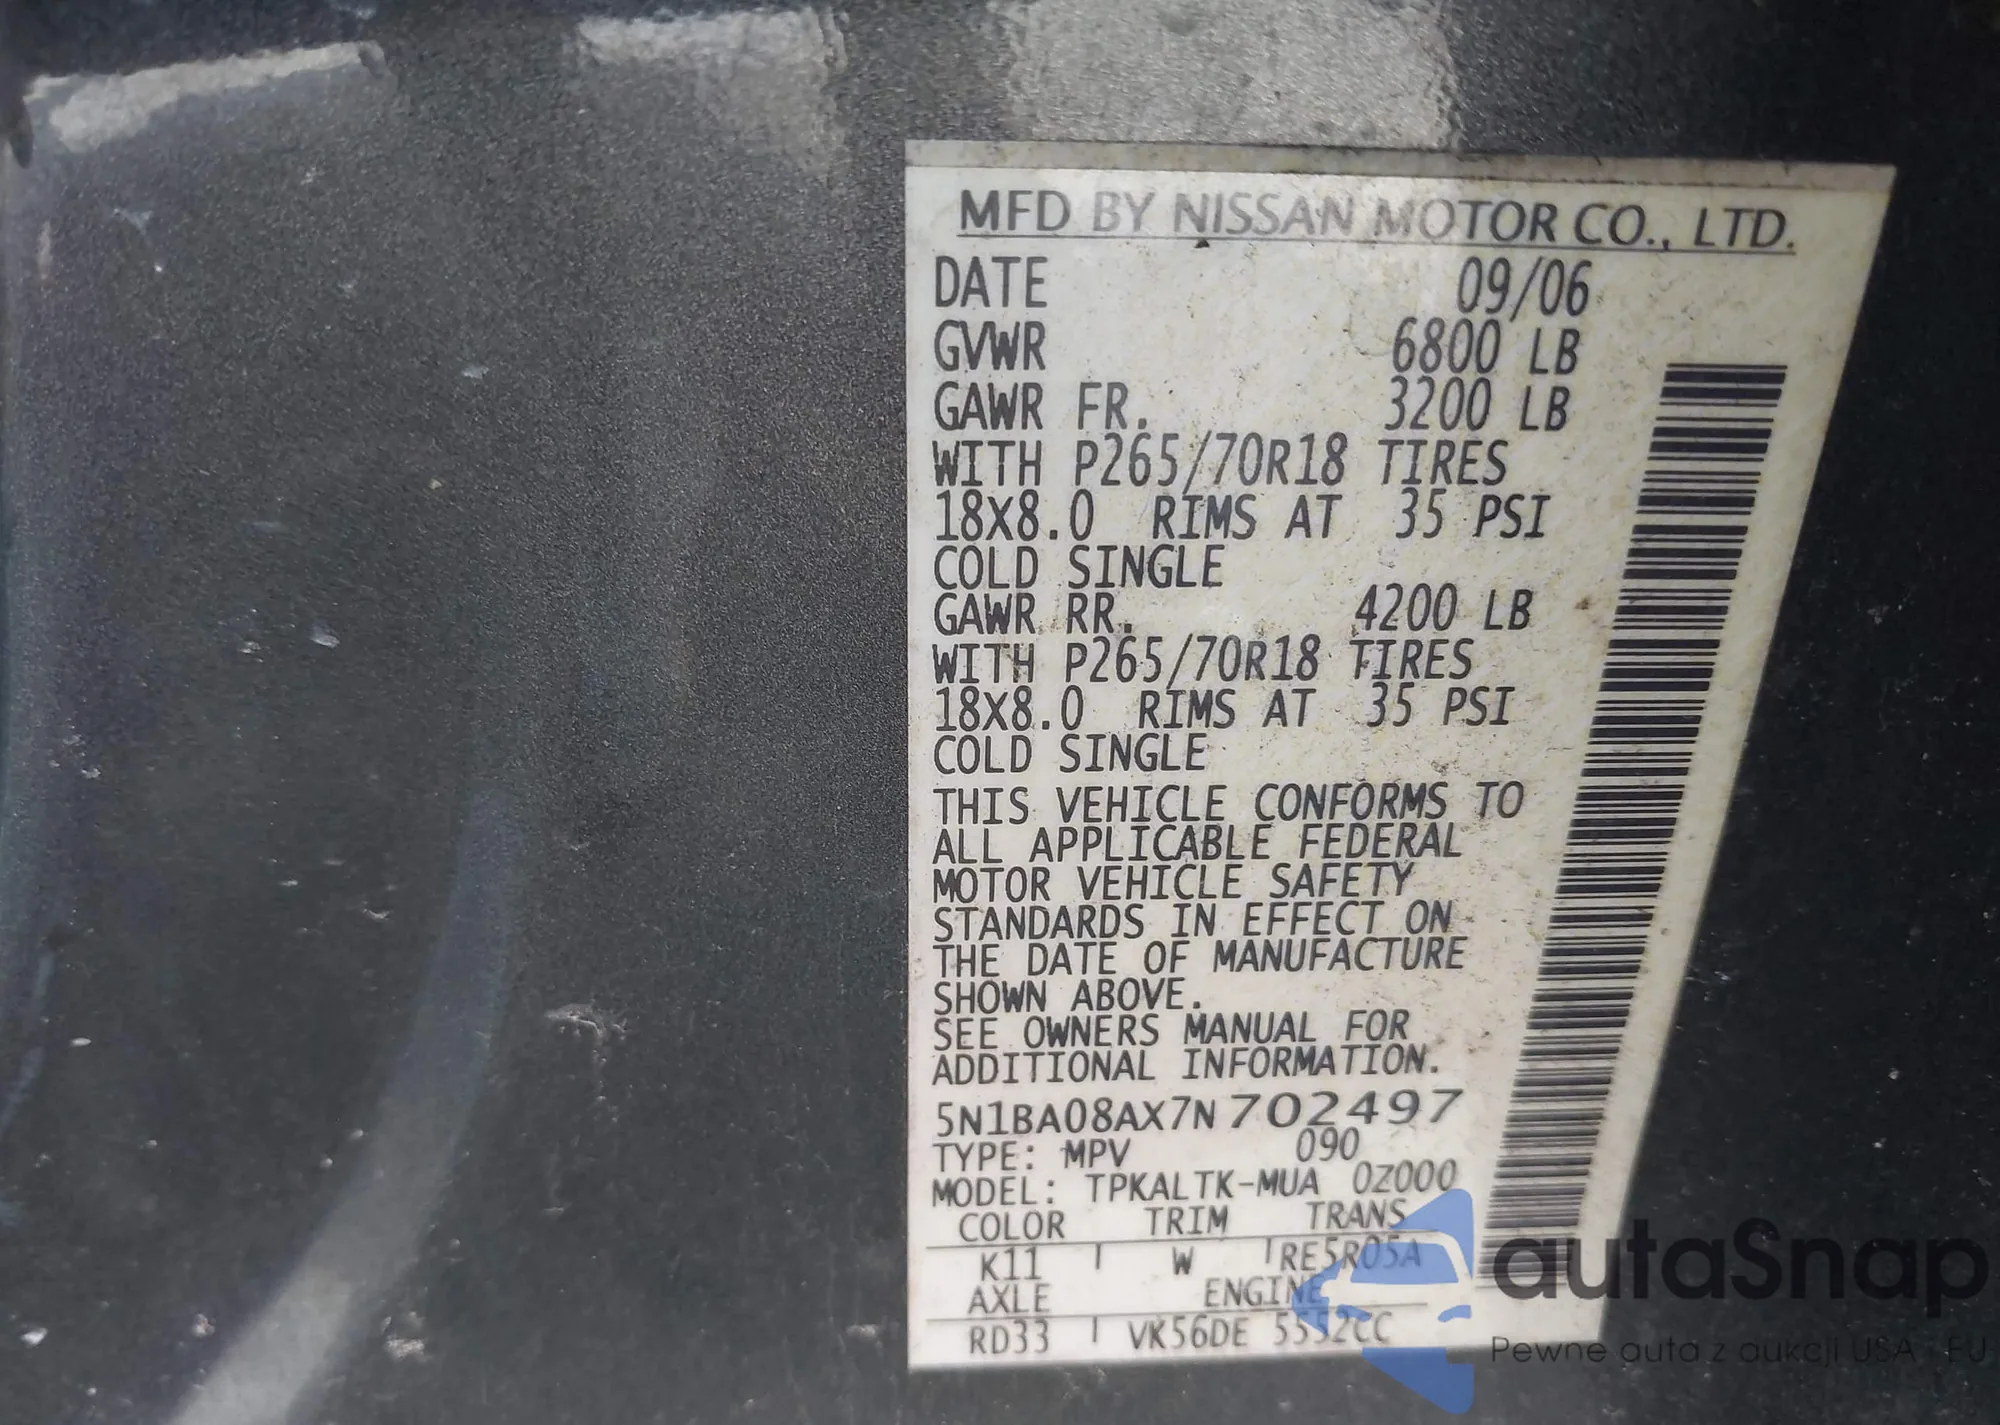 MFD BY NISSAN MOTOR CO., LTD.
DATE 09/06
GVWR 6800 LB
GAWR FR. 3200 LB
WITH P265/70R18 TIRES
18X8.0 RIMS AT 35 PSI
COLD SINGLE
GAWR RR. 4200 LB
WITH P265/70R18 TIRES
18X8.0 RIMS AT 35 PSI
COLD SINGLE
THIS VEHICLE CONFORMS TO
ALL APPLICABLE FEDERAL
MOTOR VEHICLE SAFETY
STANDARDS IN EFFECT ON
THE DATE OF MANUFACTURE
SHOWN ABOVE.
SEE OWNERS MANUAL FOR
ADDITIONAL INFORMATION.
5N1BA08AX7N702497
TYPE: MPV 090
MODEL: TPKALTK-MUA 0Z000
COLOR TRIM TRANS
K11 W RE5R05A
AXLE ENGINE
RD33 VK56DE 5552CC
autaSnap
Pewne auta z aukcji USA i EU